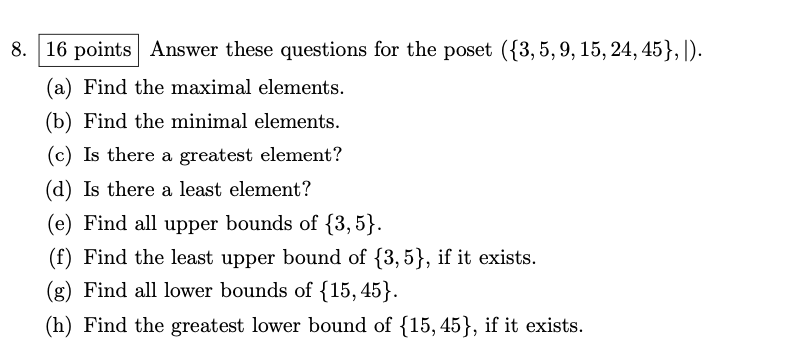 8. 16 points Answer these questions for the poset ({3, 5, 9, 15, 24, 45}, |).
(a) Find the maximal elements.
(b) Find the minimal elements.
(c) Is there a greatest element?
(d) Is there a least element?
(e) Find all upper bounds of {3, 5}.
(f) Find the least upper bound of {3, 5}, if it exists.
(g) Find all lower bounds of {15, 45}.
(h) Find the greatest lower bound of {15, 45}, if it exists.